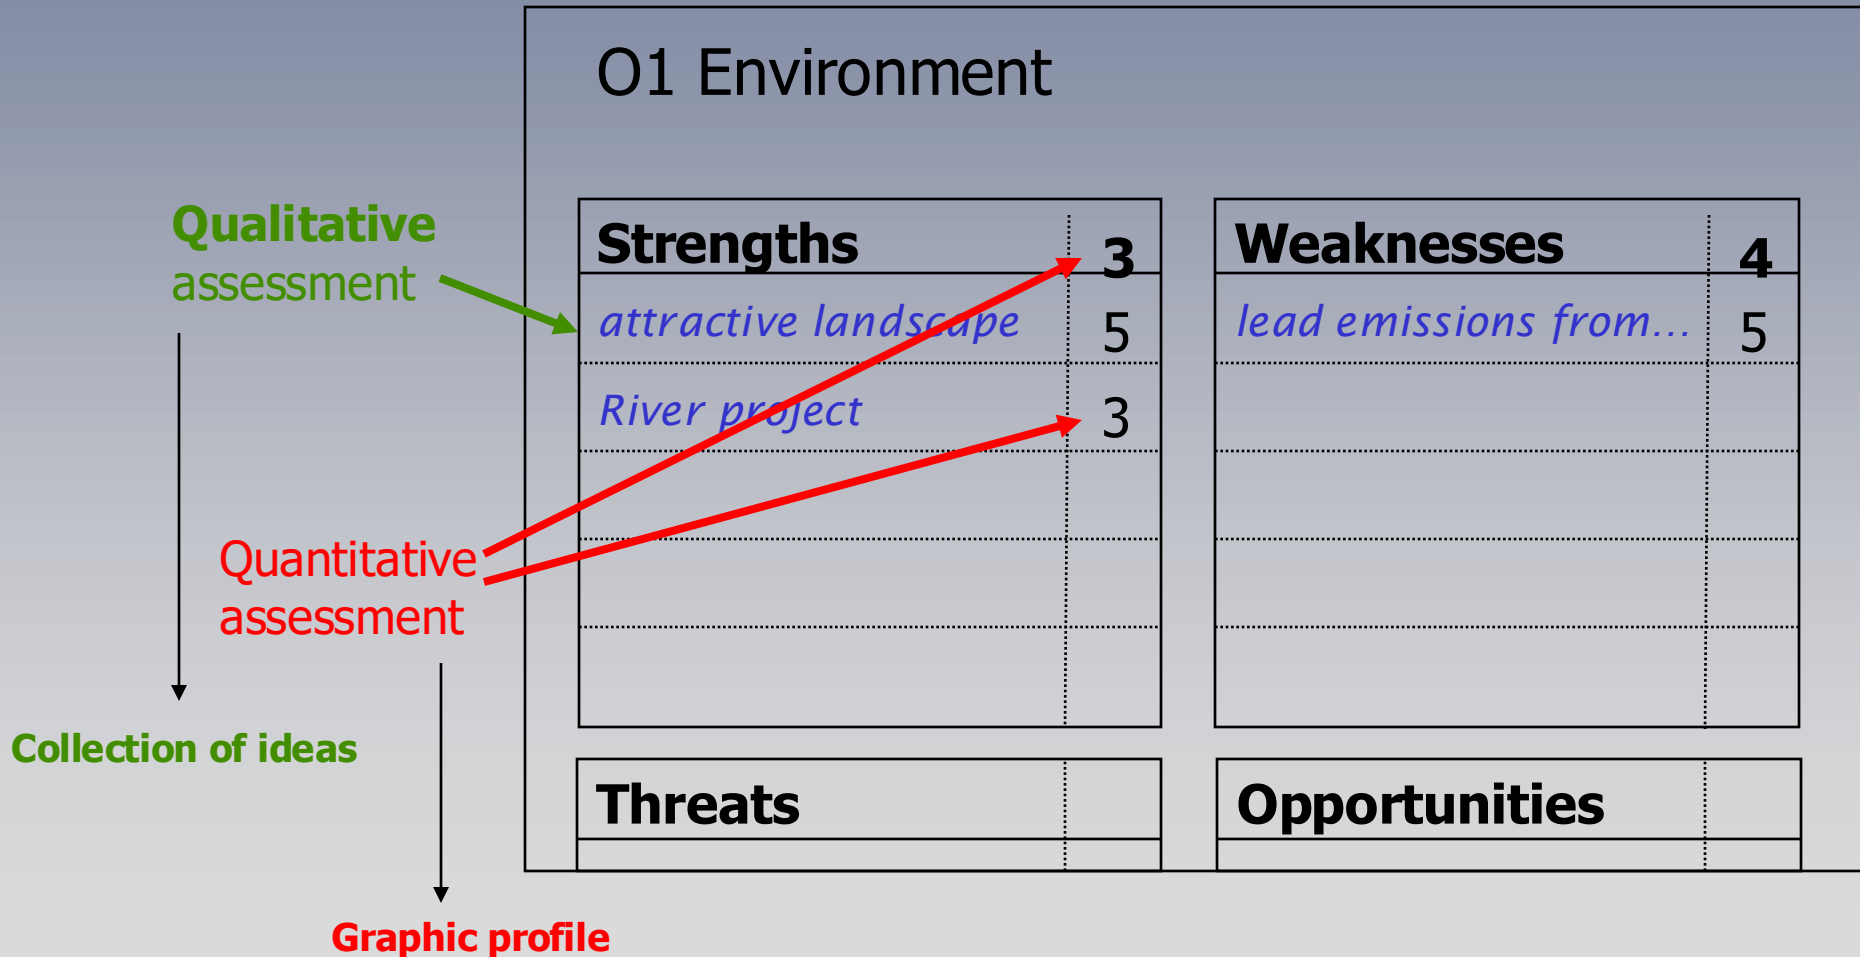 O1 Environment
Qualitative
assessment
Strengths 3
attractive landscape 5
River project 3
Weaknesses 4
lead emissions from... 5
Quantitative
assessment
Collection of ideas
Threats
Opportunities
Graphic profile